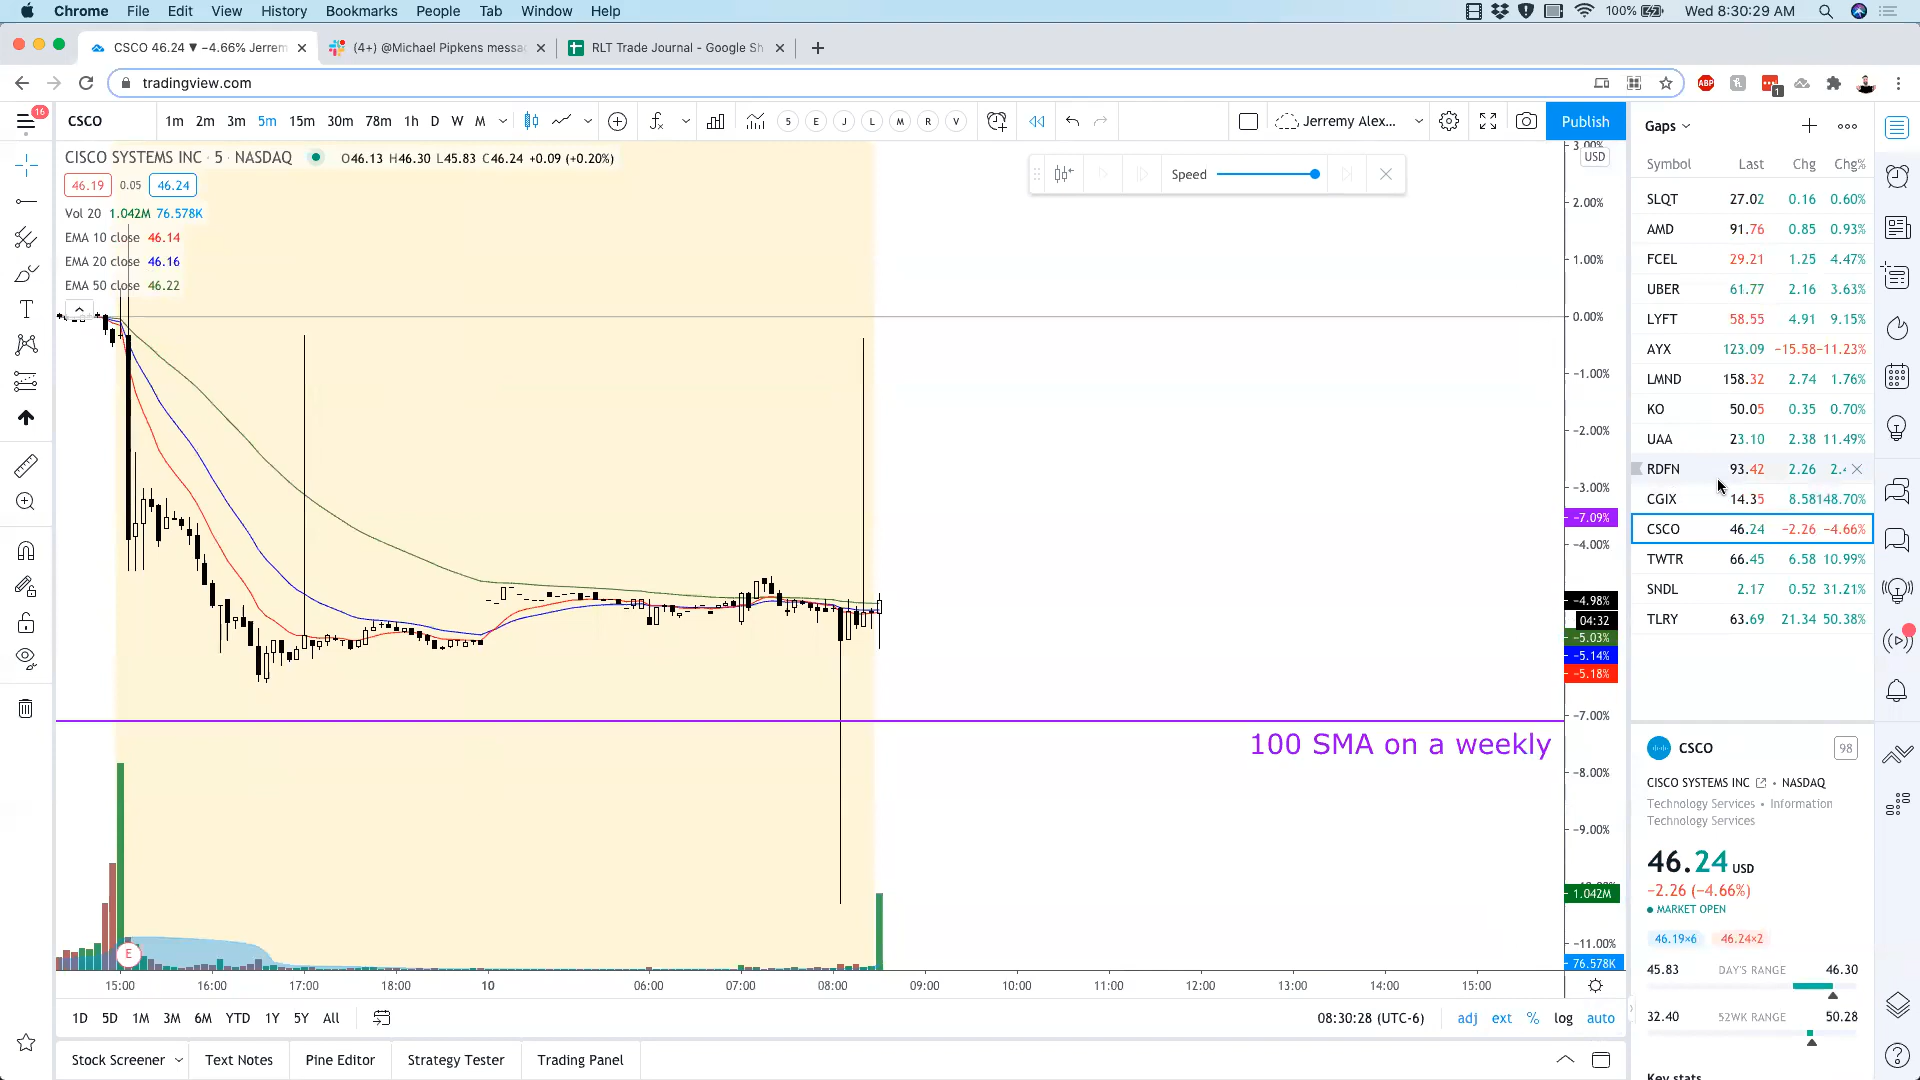 Chrome File Edit View History Bookmarks People Tab Window Help 100% Wed 8:30:29 AM
CSCO 46.24 ▼ −4.66% Jerrem (4+) @Michael Pipkens messa RLT Trade Journal - Google Sh
tradingview.com ABP 1
16 CSCO 1m 2m 3m 5m 15m 30m 78m 1h D W M 5 E J L M R V Jeremy Alex... Publish
Gaps
CISCO SYSTEMS INC · 5 · NASDAQ O46.13 H46.30 L45.83 C46.24 +0.09 (+0.20%)
46.19 0.05 46.24
Vol 20 1.042M 76.578K
EMA 10 close 46.14
EMA 20 close 46.16
EMA 50 close 46.22
Speed
USD
3.00%
2.00%
1.00%
0.00%
−1.00%
−2.00%
−3.00%
−7.09%
−4.00%
−4.98%
04:32
−5.03%
−5.14%
−5.18%
−7.00%
−8.00%
−9.00%
1.042M
−11.00%
76.578K
100 SMA on a weekly
E
15:00 16:00 17:00 18:00 10 06:00 07:00 08:00 09:00 10:00 11:00 12:00 13:00 14:00 15:00
1D 5D 1M 3M 6M YTD 1Y 5Y All 08:30:28 (UTC-6) adj ext % log auto
Stock Screener Text Notes Pine Editor Strategy Tester Trading Panel
Symbol Last Chg Chg%
SLQT 27.02 0.16 0.60%
AMD 91.76 0.85 0.93%
FCEL 29.21 1.25 4.47%
UBER 61.77 2.16 3.63%
LYFT 58.55 4.91 9.15%
AYX 123.09 −15.58 −11.23%
LMND 158.32 2.74 1.76%
KO 50.05 0.35 0.70%
UAA 23.10 2.38 11.49%
RDFN 93.42 2.26
CGIX 14.35 8.58 148.70%
CSCO 46.24 −2.26 −4.66%
TWTR 66.45 6.58 10.99%
SNDL 2.17 0.52 31.21%
TLRY 63.69 21.34 50.38%
CSCO 98
CISCO SYSTEMS INC • NASDAQ
Technology Services • Information
Technology Services
46.24 USD
−2.26 (−4.66%)
MARKET OPEN
46.19×6 46.24×2
45.83 DAY'S RANGE 46.30
32.40 52WK RANGE 50.28
Key stats